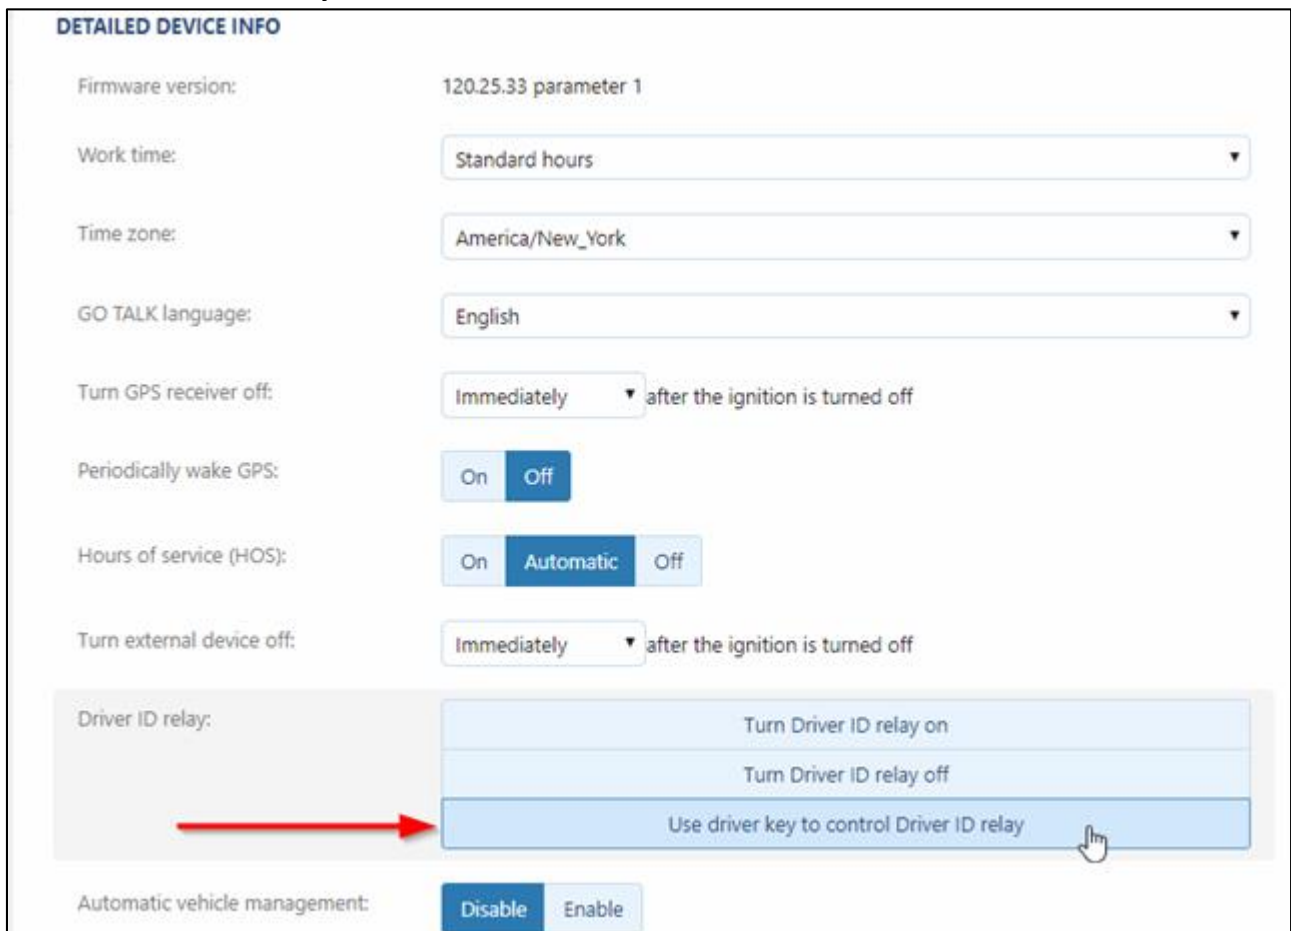 DETAILED DEVICE INFO
Firmware version: 120.25.33 parameter 1
Work time: Standard hours
Time zone: America/New_York
GO TALK language: English
Turn GPS receiver off: Immediately after the ignition is turned off
Periodically wake GPS: On Off
Hours of service (HOS): On Automatic Off
Turn external device off: Immediately after the ignition is turned off
Driver ID relay: Turn Driver ID relay on
Turn Driver ID relay off
Use driver key to control Driver ID relay
Automatic vehicle management: Disable Enable